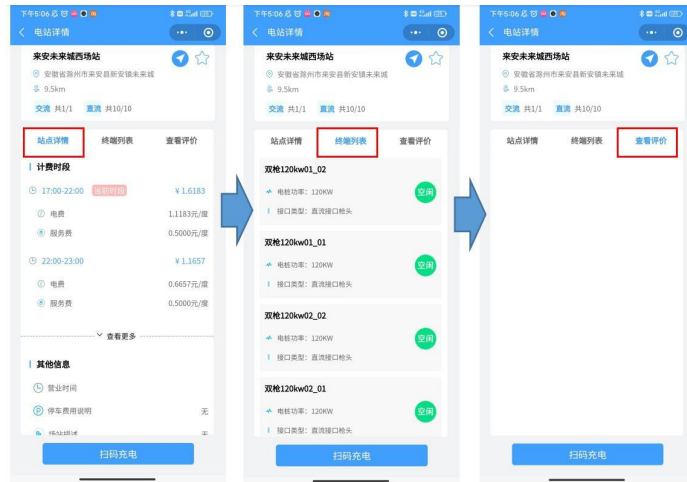 下午5:06
电站详情
来安未来城西场站
安徽省滁州市来安县新安镇未来城
9.5km
交流 共1/1 直流 共10/10
站点详情 终端列表 查看评价
计费时段
17:00-22:00 当前时段 ¥ 1.6183
电费 1.1183元/度
服务费 0.5000元/度
22:00-23:00 ¥ 1.1657
电费 0.6657元/度
服务费 0.5000元/度
查看更多
其他信息
营业时间
停车费用说明 无
场站描述 无
扫码充电
下午5:06
电站详情
来安未来城西场站
安徽省滁州市来安县新安镇未来城
9.5km
交流 共1/1 直流 共10/10
站点详情 终端列表 查看评价
双枪120kw01_02
电桩功率：120KW
接口类型：直流接口枪头
空闲
双枪120kw01_01
电桩功率：120KW
接口类型：直流接口枪头
空闲
双枪120kw02_02
电桩功率：120KW
接口类型：直流接口枪头
空闲
双枪120kw02_01
电桩功率：120KW
接口类型：直流接口枪头
空闲
扫码充电
下午5:06
电站详情
来安未来城西场站
安徽省滁州市来安县新安镇未来城
9.5km
交流 共1/1 直流 共10/10
站点详情 终端列表 查看评价
扫码充电